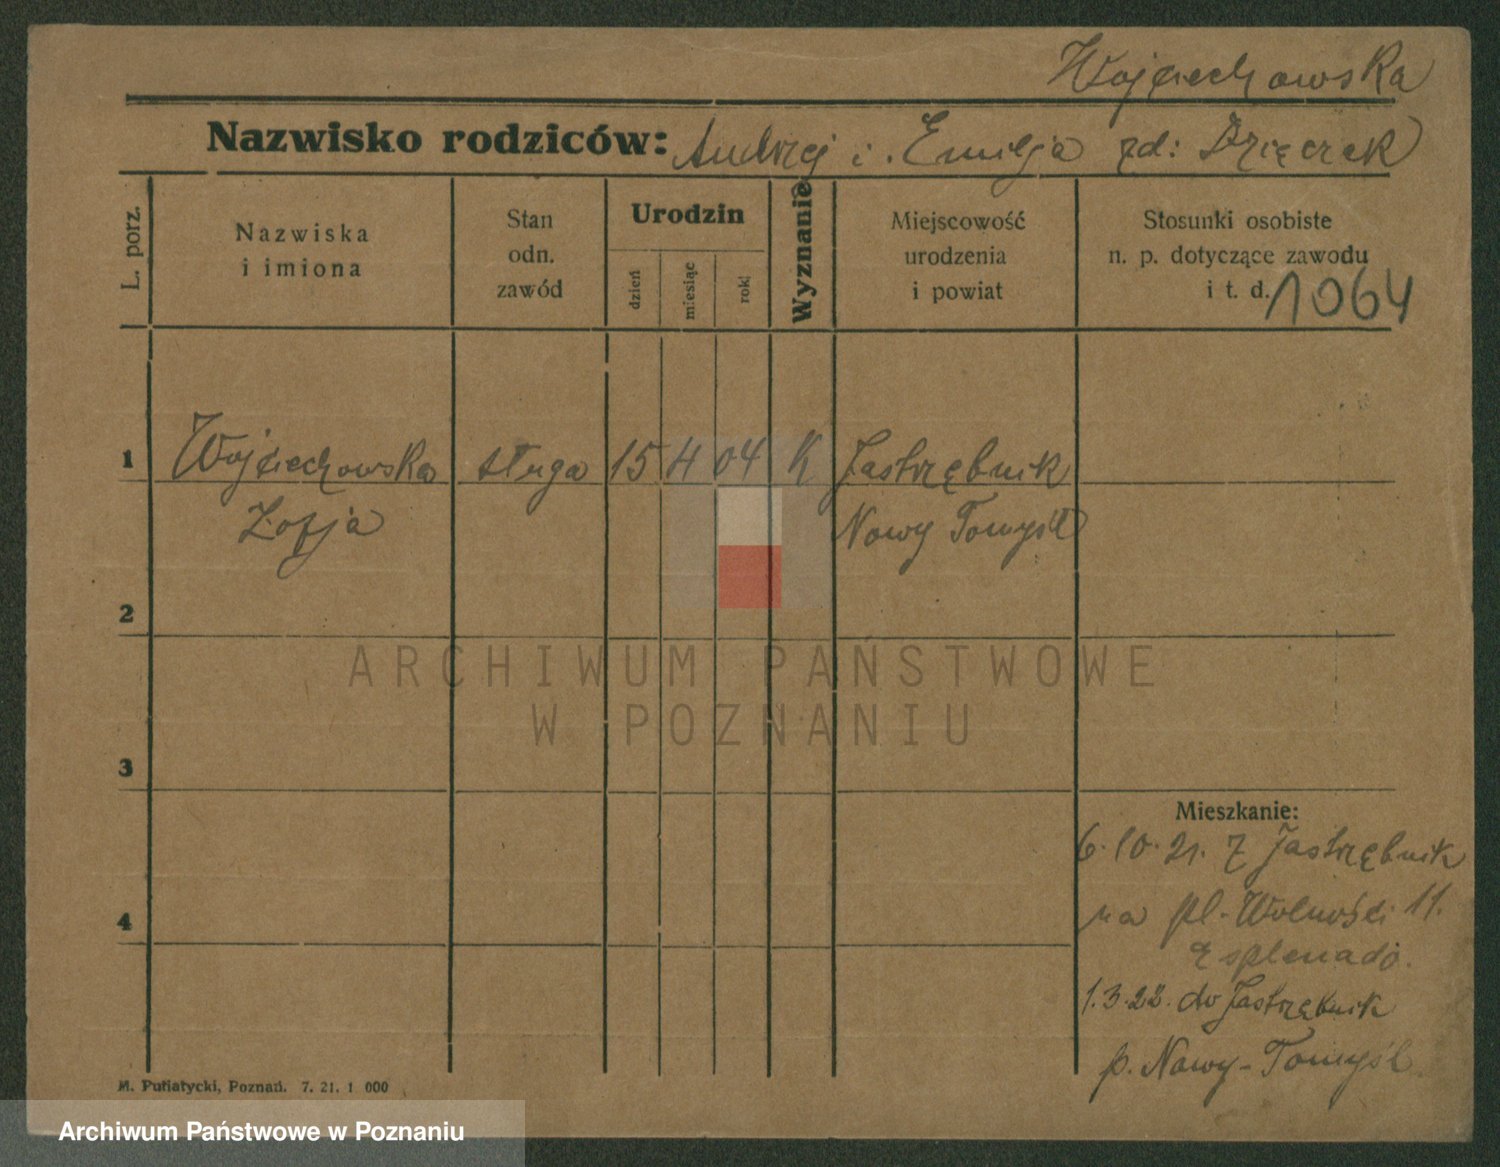 Wojciechowska
Nazwisko rodziców: Andrzej i Emilja zd:
L. porz.
Nazwiska
i imiona
Stan
odn.
zawód
Urodzin
dzień
miesiąc
rok
Wyznanie
Miejscowość
urodzenia
i powiat
Stosunki osobiste
n. p. dotyczące zawodu
i t. d.
1064
1 Wojciechowska sługa 15 4 04 K Jastrzębnik
Zofja Nowy Tomyśl
2
3
4
Mieszkanie:
6.10.21. z Jastrzębnik
na pl. Wolności 11.
1.3.22. do Jastrzębnik
p. Nowy-Tomyśl.
M. Putiatycki, Poznań. 7. 21. 1 000
ARCHIWUM PAŃSTWOWE
W POZNANIU
Archiwum Państwowe w Poznaniu